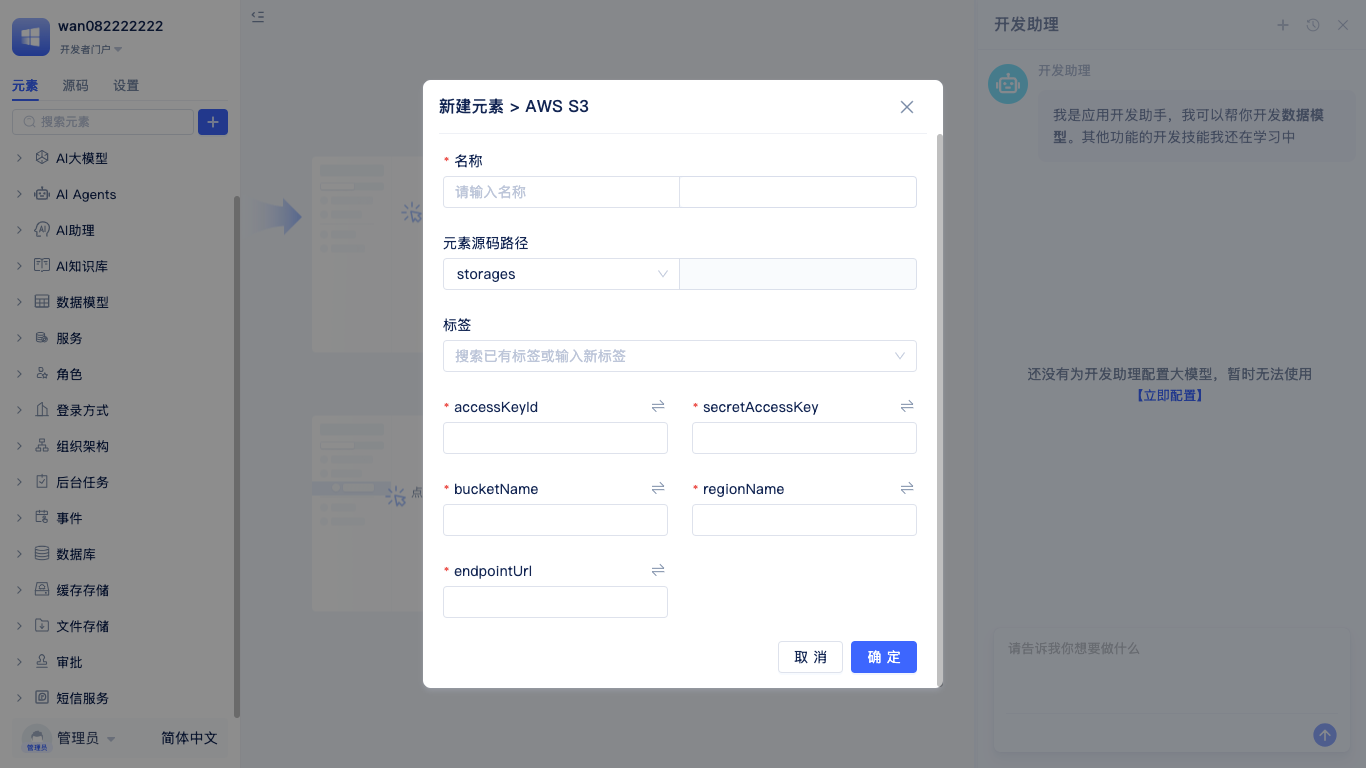 wan082222222
开发者门户
元素 源码 设置
搜索元素
AI大模型
AI Agents
AI助理
AI知识库
数据模型
服务
角色
登录方式
组织架构
后台任务
事件
数据库
缓存存储
文件存储
审批
短信服务
管理员
管理员 简体中文
点
新建元素 > AWS S3
* 名称
请输入名称
元素源码路径
storages
标签
搜索已有标签或输入新标签
* accessKeyId * secretAccessKey
* bucketName * regionName
* endpointUrl
取 消 确 定
开发助理
开发助理
我是应用开发助手，我可以帮你开发数据模
型。其他功能的开发技能我还在学习中
还没有为开发助理配置大模型，暂时无法使用
【立即配置】
请告诉我你想要做什么